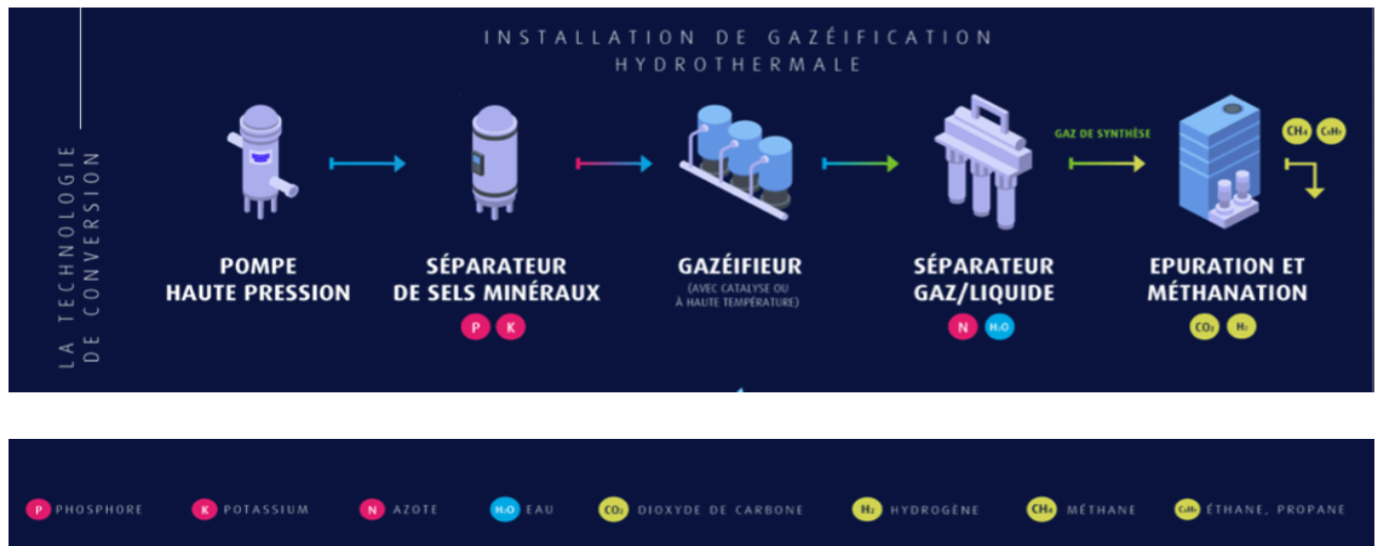 INSTALLATION DE GAZÉIFICATION
HYDROTHERMALE
LA TECHNOLOGIE
DE CONVERSION
GAZ DE SYNTHÈSE
CH₄ CₓHᵧ
POMPE
HAUTE PRESSION
SÉPARATEUR
DE SELS MINÉRAUX
P K
GAZÉIFIEUR
(AVEC CATALYSE OU
À HAUTE TEMPÉRATURE)
SÉPARATEUR
GAZ/LIQUIDE
N H₂O
EPURATION ET
MÉTHANATION
CO₂ H₂
P PHOSPHORE
K POTASSIUM
N AZOTE
H₂O EAU
CO₂ DIOXYDE DE CARBONE
H₂ HYDROGÈNE
CH₄ MÉTHANE
CₓHᵧ ÉTHANE, PROPANE